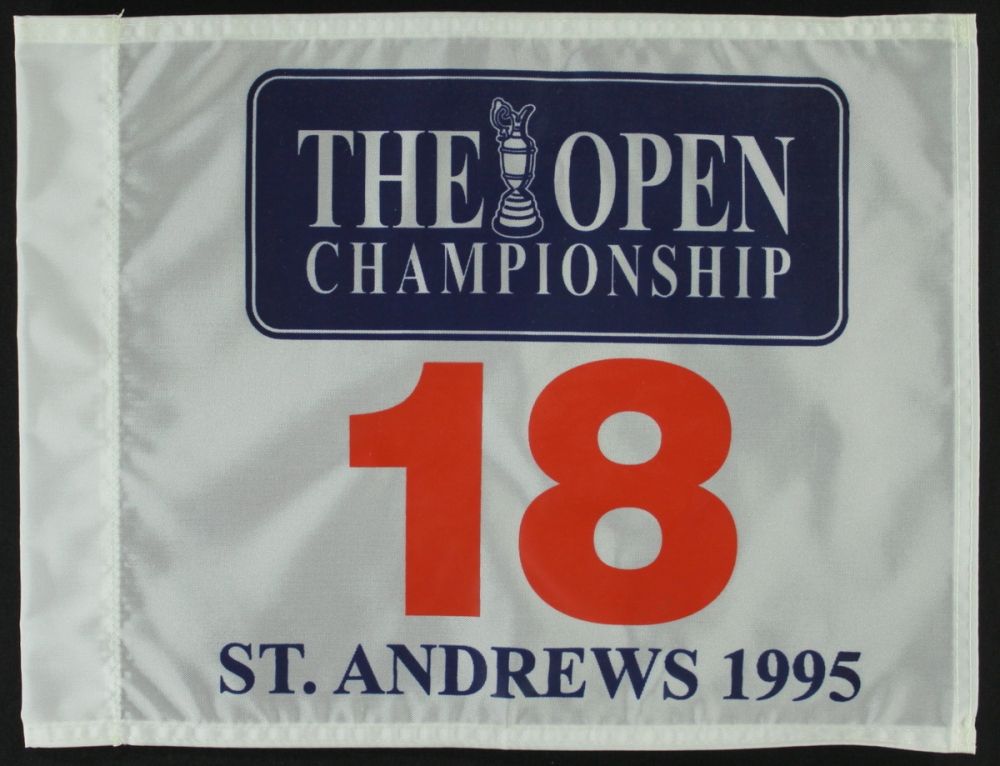 THE OPEN
CHAMPIONSHIP
18
ST. ANDREWS 1995